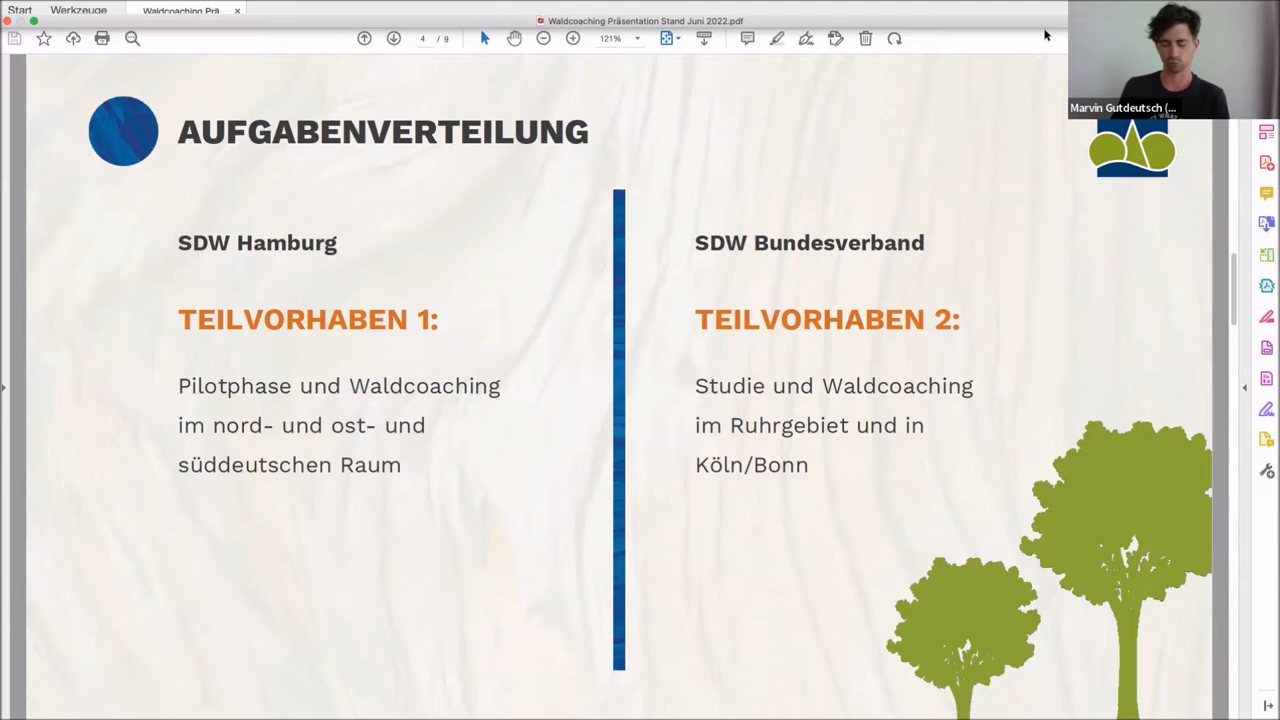 Start
Werkzeuge
Waldcoaching Prä
Waldcoaching Präsentation Stand Juni 2022.pdf
4 / 9
121%
Marvin Gutdeutsch (...
AUFGABENVERTEILUNG
SDW Hamburg
TEILVORHABEN 1:
Pilotphase und Waldcoaching
im nord- und ost- und
süddeutschen Raum
SDW Bundesverband
TEILVORHABEN 2:
Studie und Waldcoaching
im Ruhrgebiet und in
Köln/Bonn